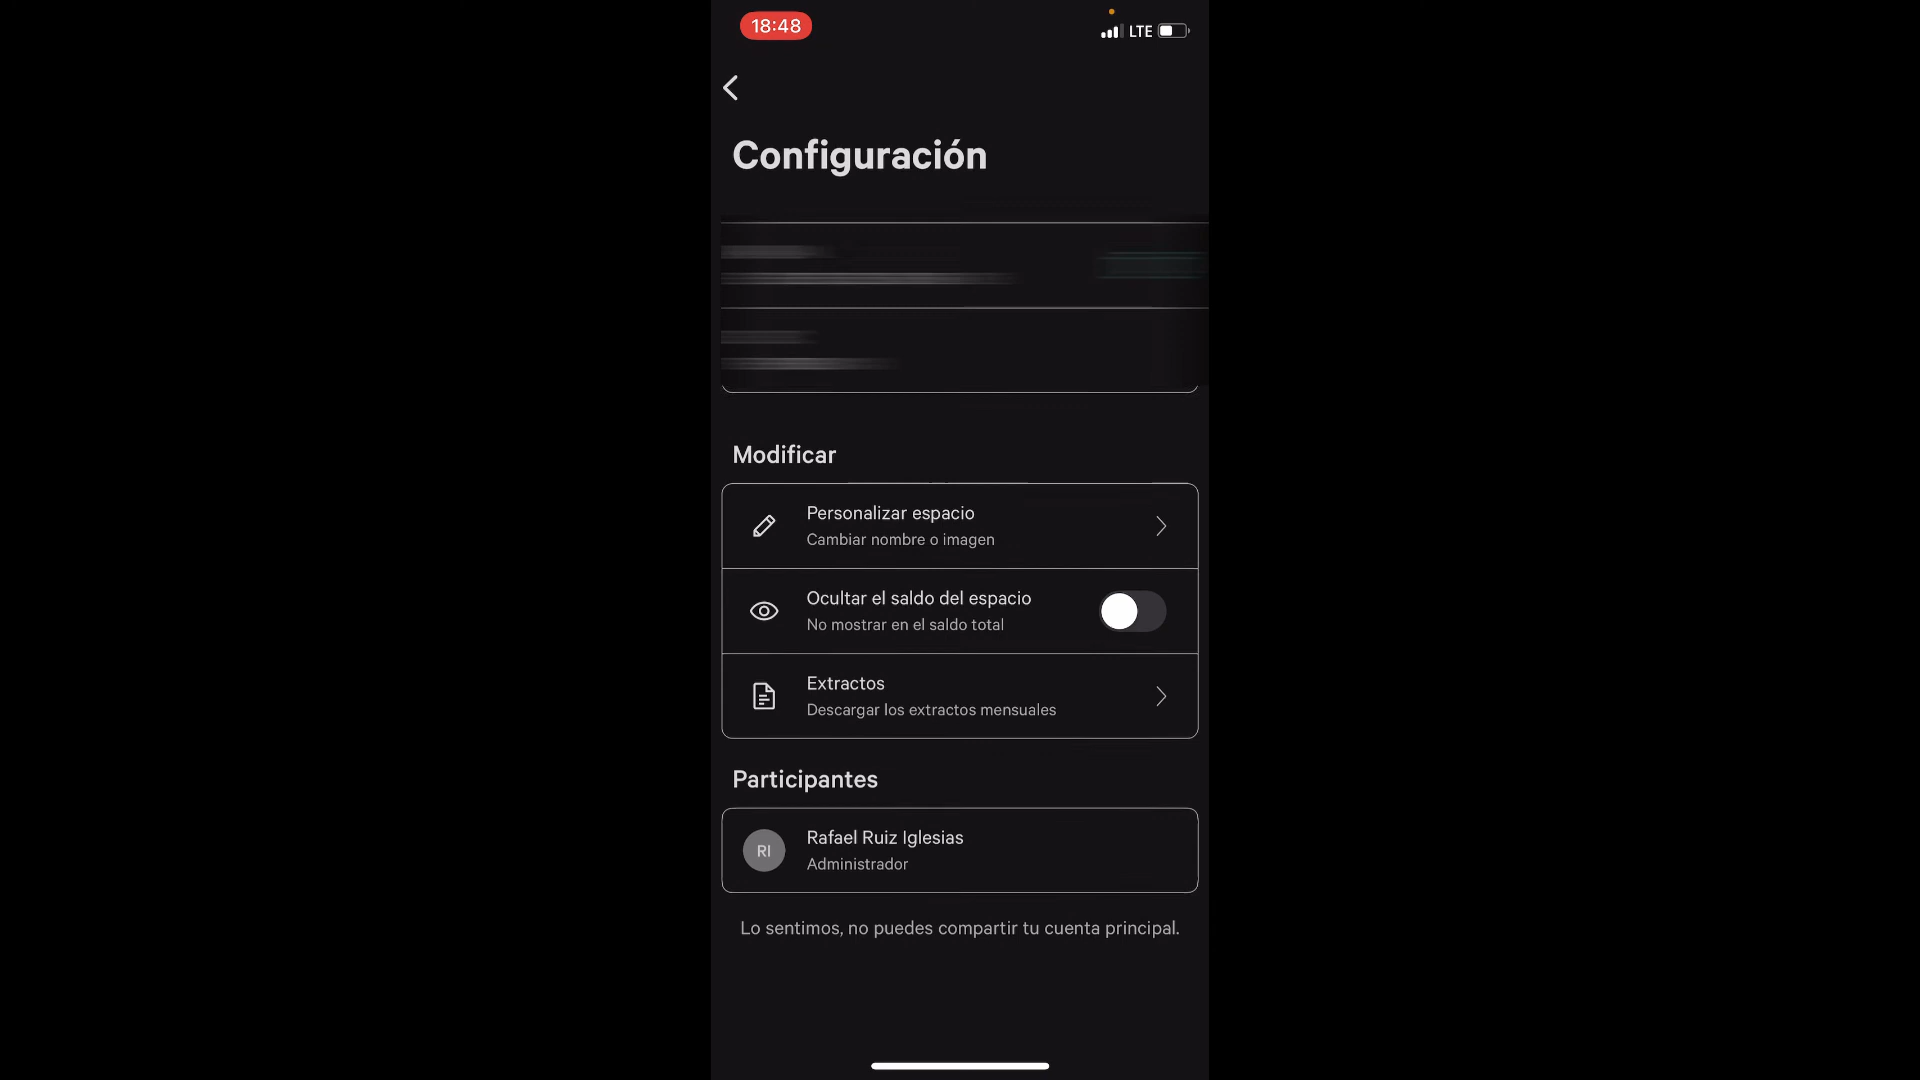 18:48
LTE
Configuración
Modificar
Personalizar espacio
Cambiar nombre o imagen
Ocultar el saldo del espacio
No mostrar en el saldo total
Extractos
Descargar los extractos mensuales
Participantes
RI
Rafael Ruiz Iglesias
Administrador
Lo sentimos, no puedes compartir tu cuenta principal.